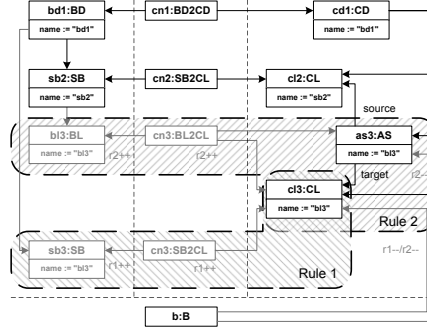 bd1:BD
name := "bd1"
cn1:BD2CD
cd1:CD
name := "bd1"
sb2:SB
name := "sb2"
cn2:SB2CL
cl2:CL
name := "sb2"
source
bl3:BL
name := "bl3"
r2++
cn3:BL2CL
r2++
as3:AS
name := "bl3"
r2--
target
cl3:CL
name := "bl3"
Rule 2
sb3:SB
name := "bl3"
r1++
cn3:SB2CL
r1++
Rule 1
r1--/r2--
b:B